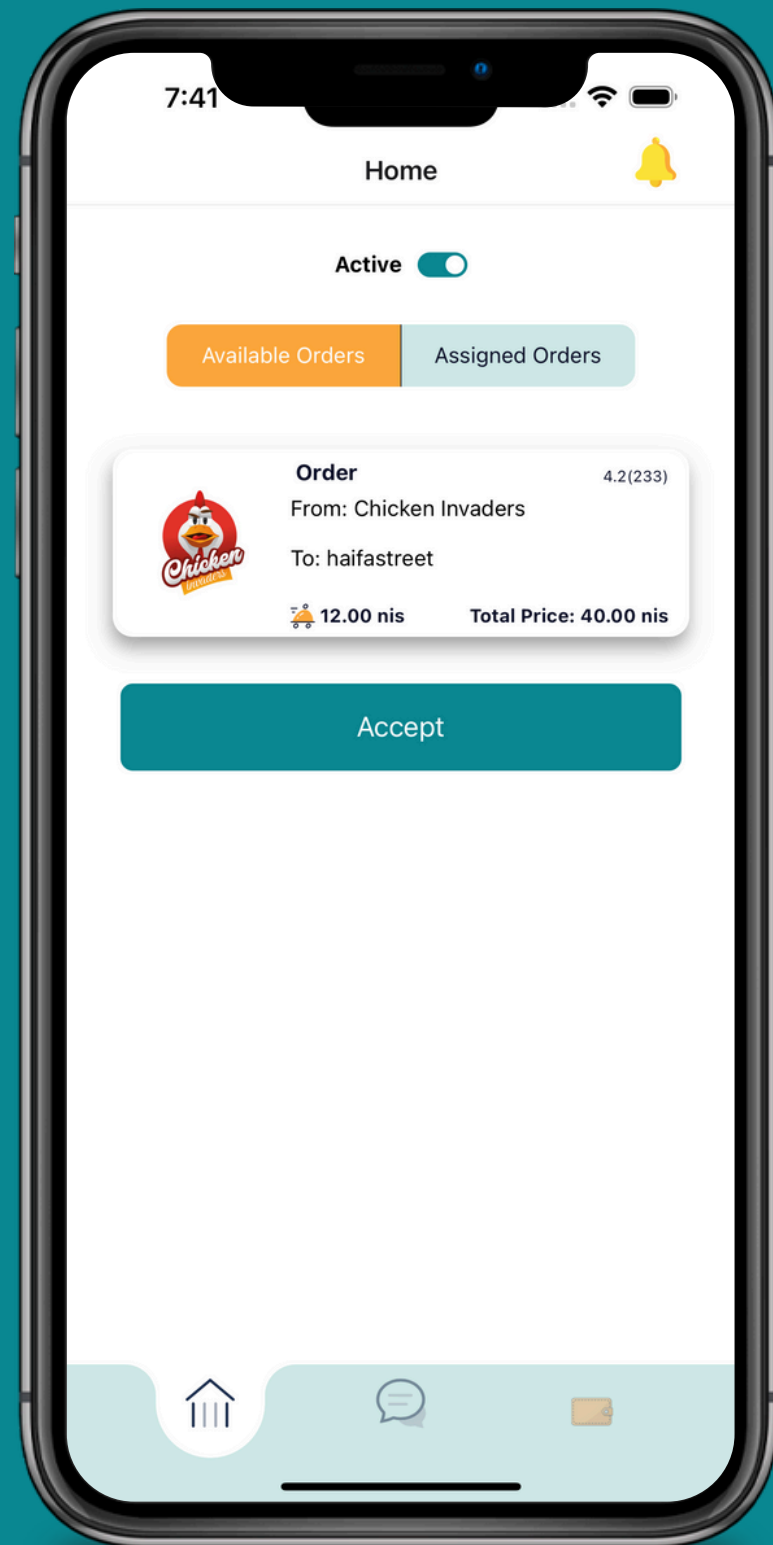 7:41
Home
Active
Available Orders
Assigned Orders
Order
4.2(233)
From: Chicken Invaders
Chicken
Invaders
To: haifastreet
12.00 nis
Total Price: 40.00 nis
Accept